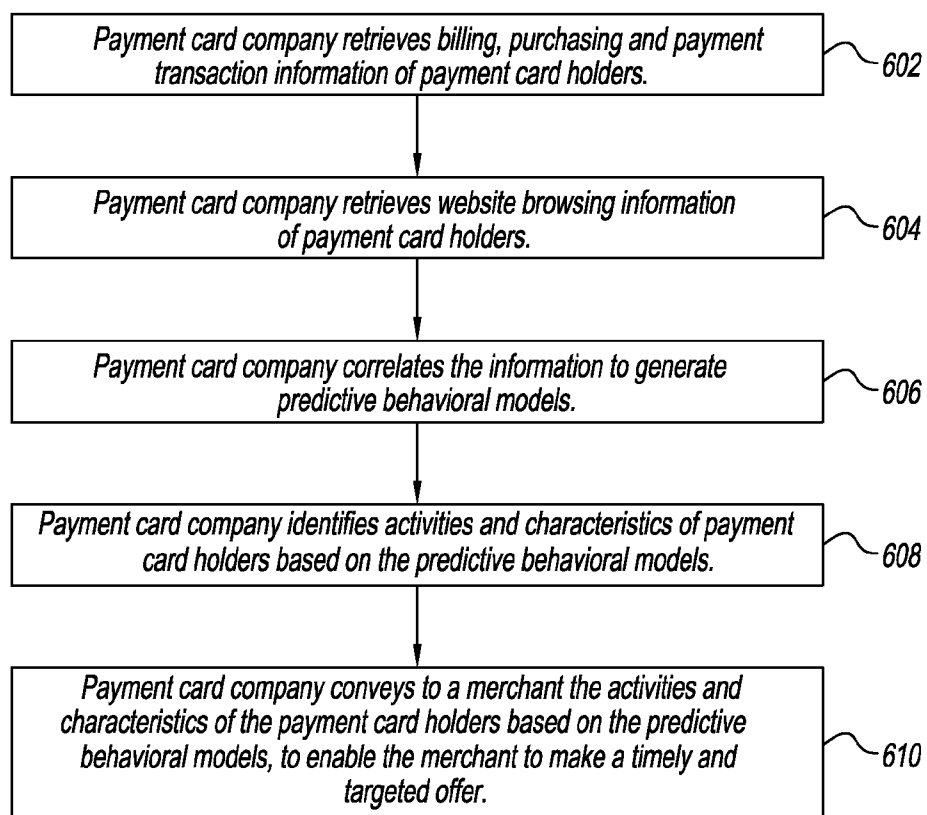 Payment card company retrieves billing, purchasing and payment
transaction information of payment card holders.
602
Payment card company retrieves website browsing information
of payment card holders.
604
Payment card company correlates the information to generate
predictive behavioral models.
606
Payment card company identifies activities and characteristics of payment
card holders based on the predictive behavioral models.
608
Payment card company conveys to a merchant the activities and
characteristics of the payment card holders based on the predictive
behavioral models, to enable the merchant to make a timely and
targeted offer.
610